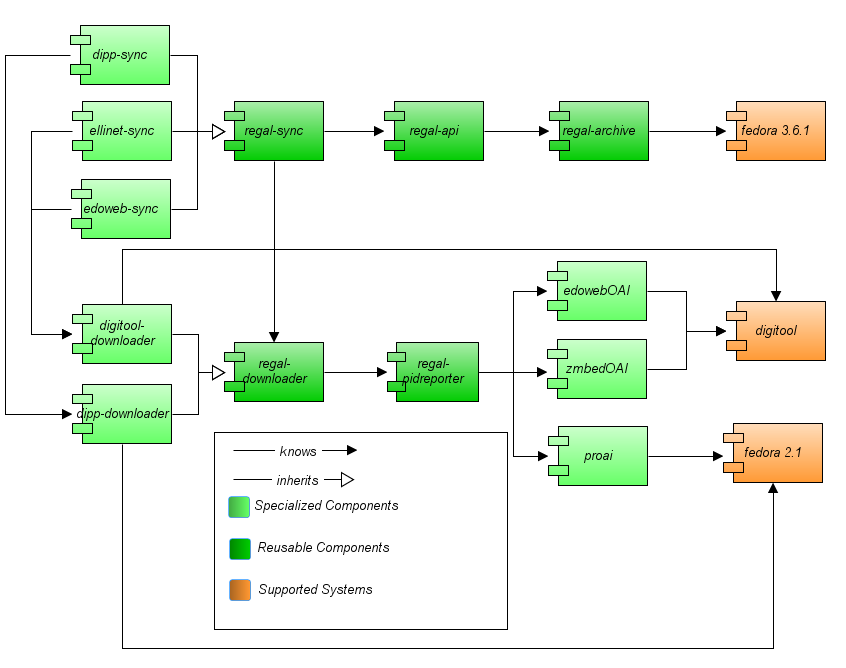 dipp-sync
ellinet-sync
regal-sync
regal-api
regal-archive
fedora 3.6.1
edoweb-sync
digitool-
downloader
regal-
downloader
regal-
pidreporter
edowebOAI
digitool
zmbedOAI
dipp-downloader
proai
fedora 2.1
knows
inherits
Specialized Components
Reusable Components
Supported Systems